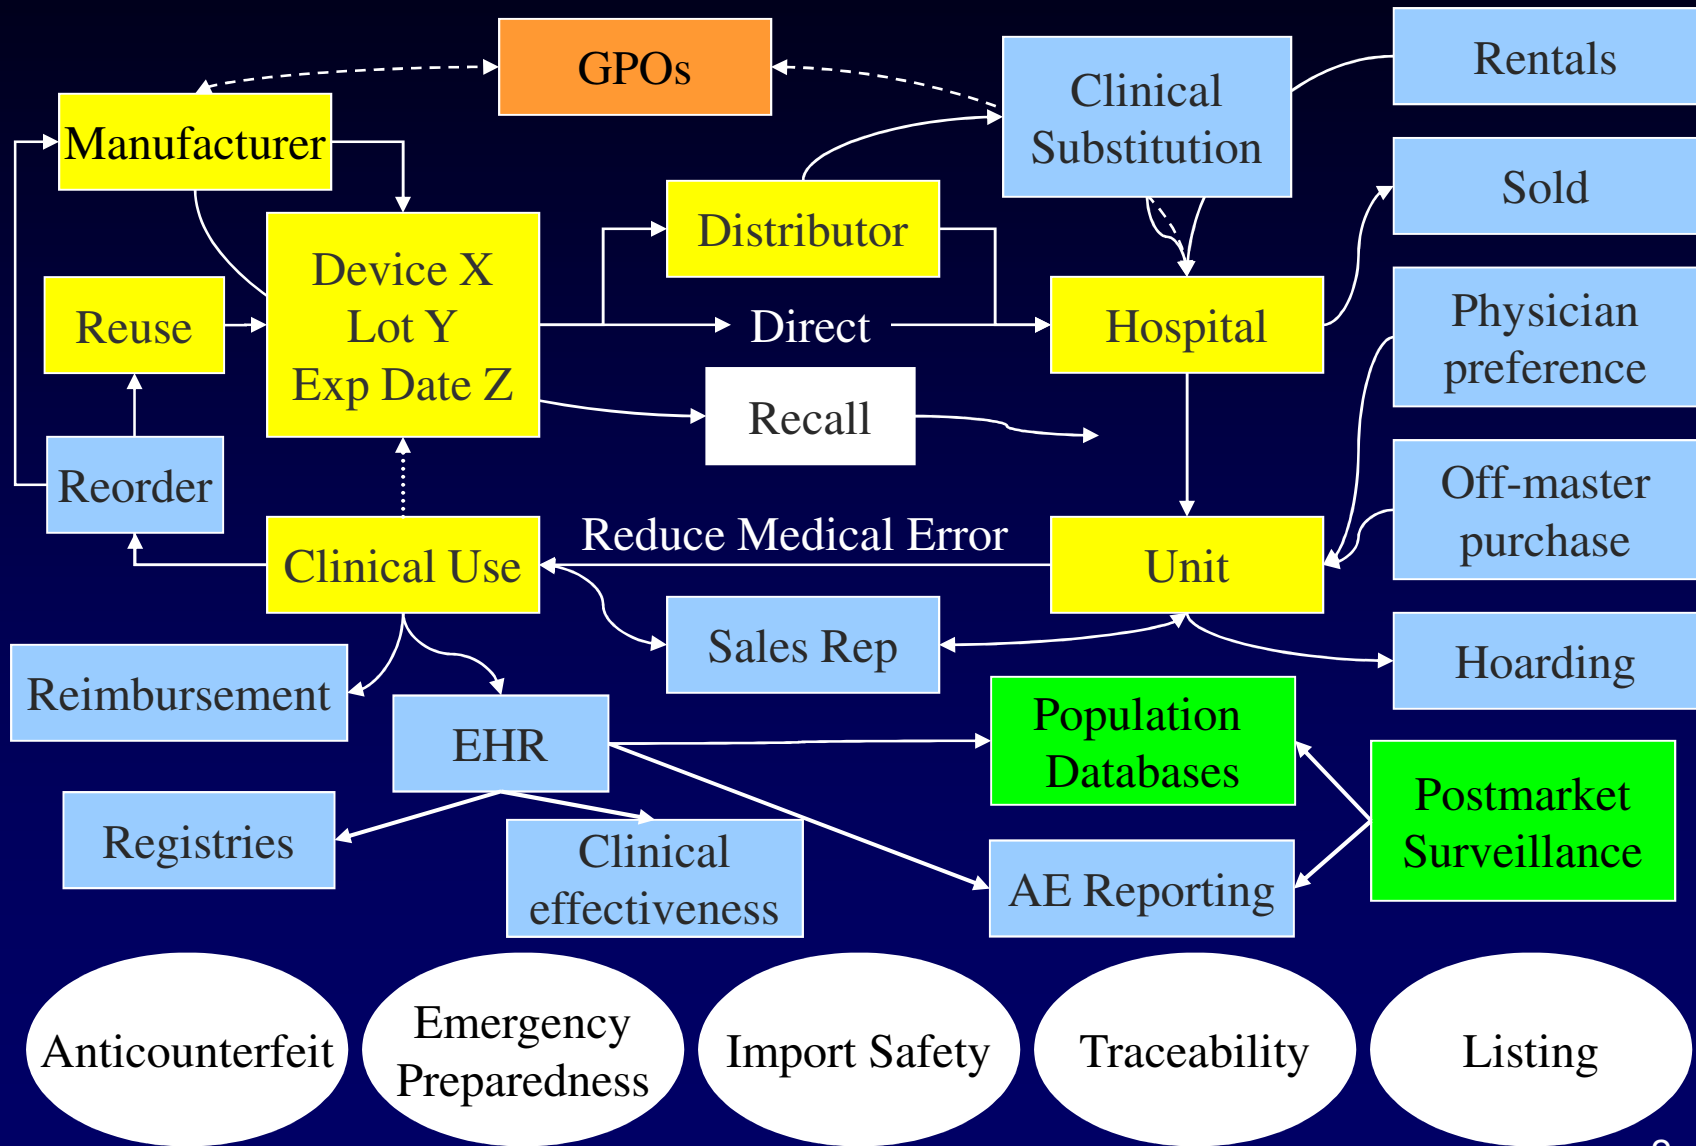 GPOs
Clinical
Substitution
Rentals
Manufacturer
Sold
Distributor
Device X
Lot Y
Exp Date Z
Reuse
Direct
Hospital
Physician
preference
Recall
Reorder
Off-master
purchase
Clinical Use
Reduce Medical Error
Unit
Sales Rep
Hoarding
Reimbursement
EHR
Population
Databases
Postmarket
Surveillance
Registries
Clinical
effectiveness
AE Reporting
Anticounterfeit
Emergency
Preparedness
Import Safety
Traceability
Listing